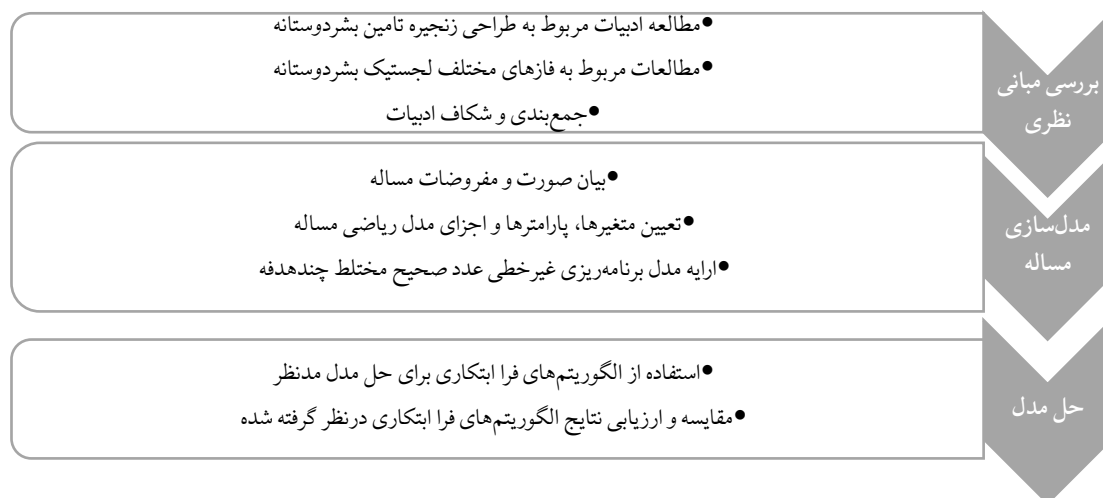 بررسی مبانی
نظری
•مطالعه ادبیات مربوط به طراحی زنجیره تامین بشردوستانه
•مطالعات مربوط به فازهای مختلف لجستیک بشردوستانه
•جمع‌بندی و شکاف ادبیات
مدل‌سازی
مساله
•بیان صورت و مفروضات مساله
•تعیین متغیرها، پارامترها و اجزای مدل ریاضی مساله
•ارایه مدل برنامه‌ریزی غیرخطی عدد صحیح مختلط چندهدفه
حل مدل
•استفاده از الگوریتم‌های فرا ابتکاری برای حل مدل مدنظر
•مقایسه و ارزیابی نتایج الگوریتم‌های فرا ابتکاری درنظر گرفته شده